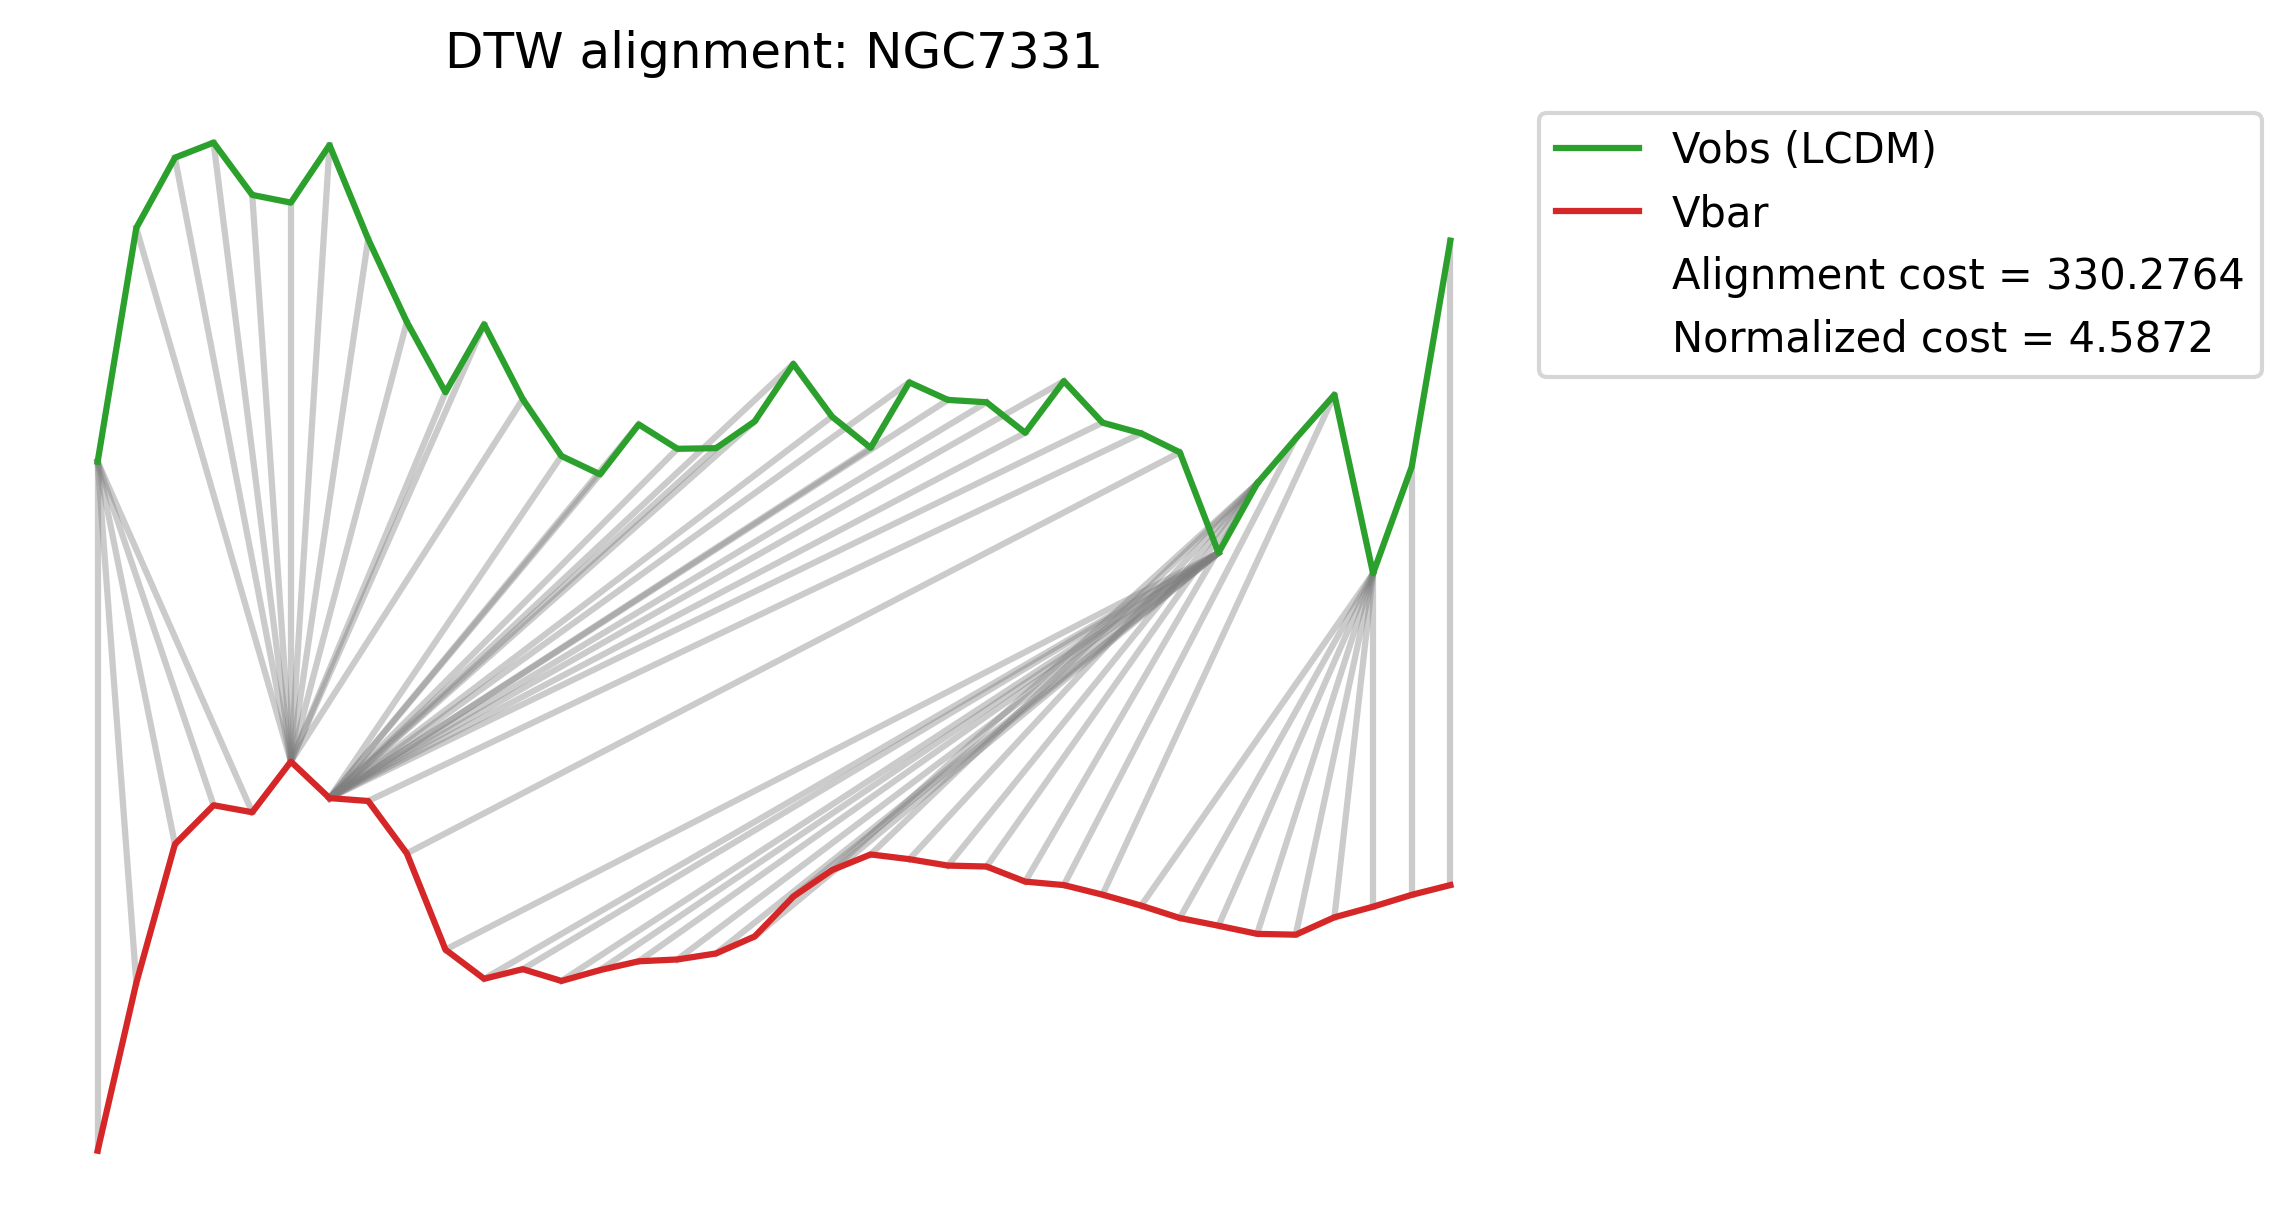 DTW alignment: NGC7331
Vobs (LCDM)
Vbar
Alignment cost = 330.2764
Normalized cost = 4.5872